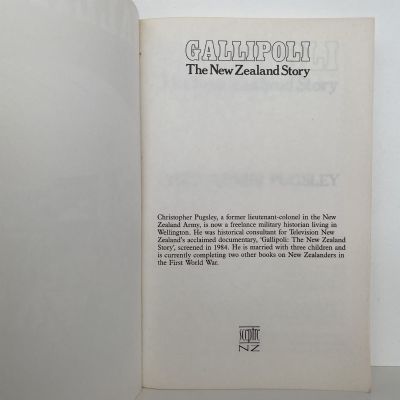 GALLIPOLI
The New Zealand Story
Christopher Pugsley, a former lieutenant-colonel in the New
Zealand Army, is now a freelance military historian living in
Wellington. He was historical consultant for Television New
Zealand's acclaimed documentary, 'Gallipoli: The New Zealand
Story', screened in 1984. He is married with three children and
is currently completing two other books on New Zealanders in
the First World War.
sceptre
NZ